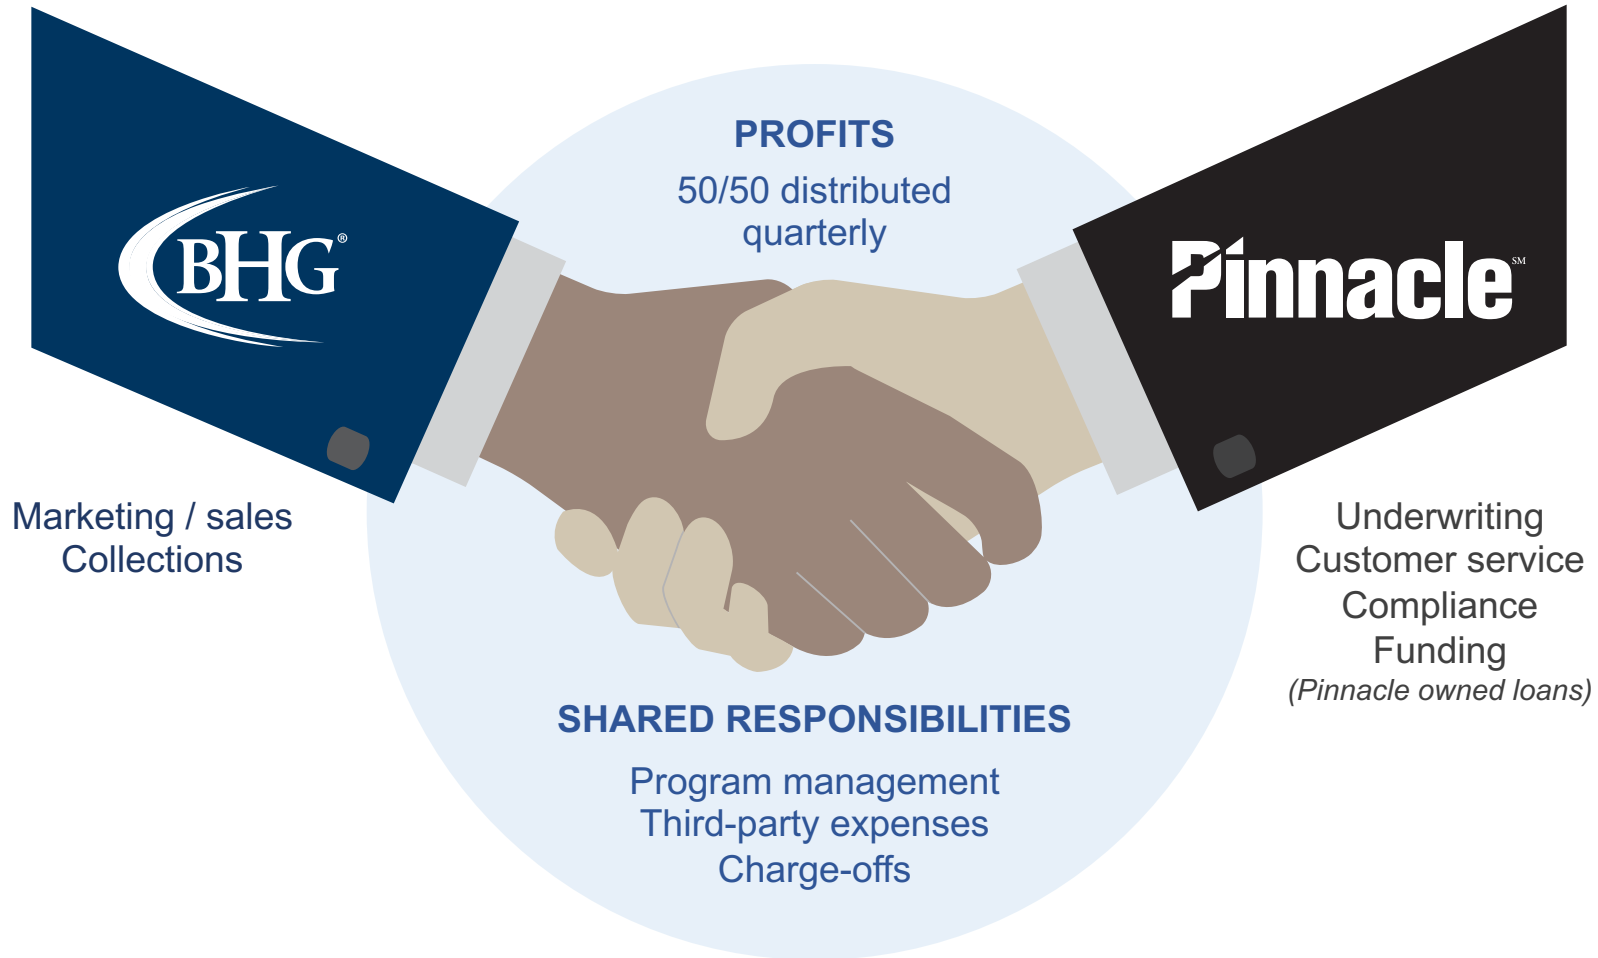 PROFITS
50/50 distributed
quarterly
BHG®
Pinnacle℠
Marketing / sales
Collections
Underwriting
Customer service
Compliance
Funding
(Pinnacle owned loans)
SHARED RESPONSIBILITIES
Program management
Third-party expenses
Charge-offs